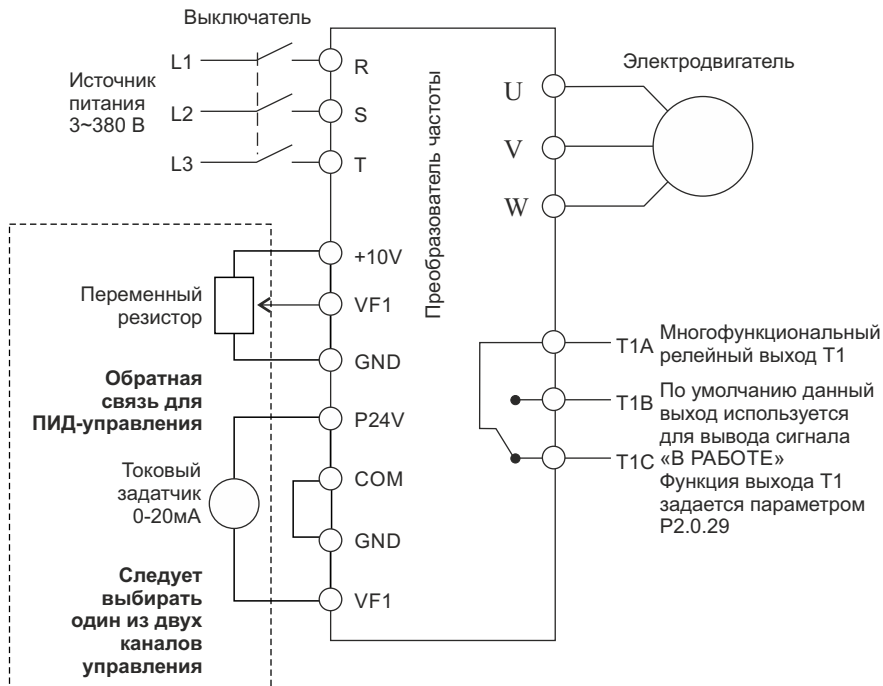 Выключатель
L1
L2
L3
Источник
питания
3~380 В
R
S
T
Преобразователь частоты
U
V
W
Электродвигатель
+10V
VF1
GND
Переменный
резистор
Обратная
связь для
ПИД-управления
P24V
COM
GND
VF1
Токовый
задатчик
0-20мА
Следует
выбирать
один из двух
каналов
управления
T1A
T1B
T1C
Многофункциональный
релейный выход T1
По умолчанию данный
выход используется
для вывода сигнала
«В РАБОТЕ»
Функция выхода T1
задается параметром
P2.0.29